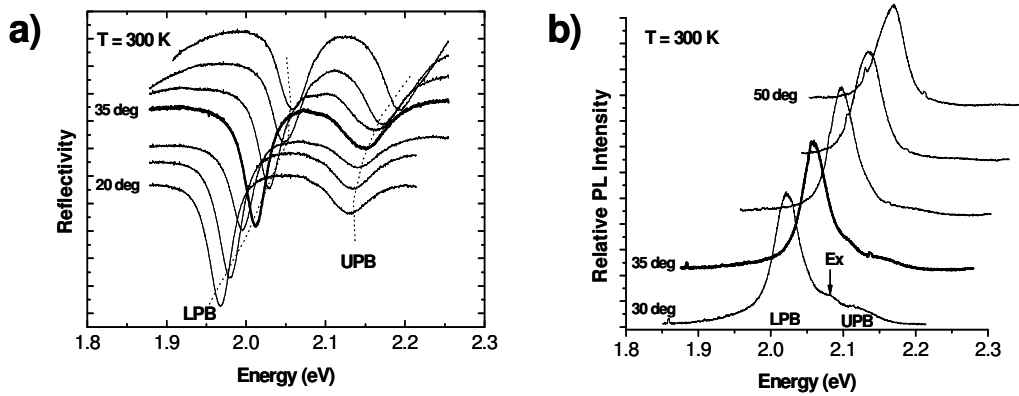 a)
T = 300 K
35 deg
20 deg
UPB
LPB
Reflectivity
1.8 1.9 2.0 2.1 2.2 2.3
Energy (eV)
b)
T = 300 K
50 deg
35 deg
30 deg
Ex
LPB
UPB
Relative PL Intensity
1.8 1.9 2.0 2.1 2.2 2.3
Energy (eV)